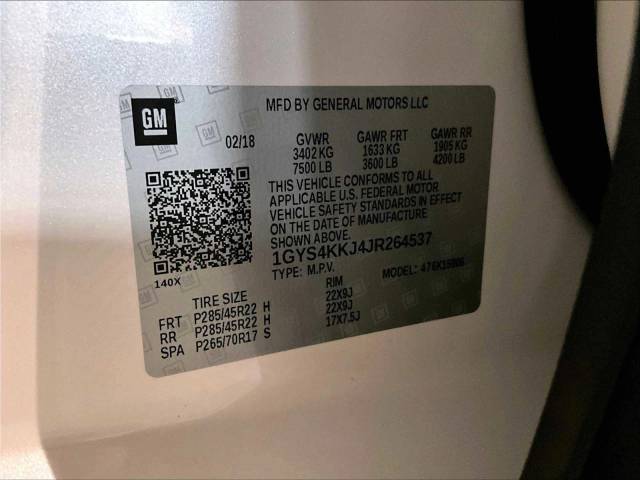 GM
MFD BY GENERAL MOTORS LLC
02/18 GVWR GAWR FRT GAWR RR
3402 KG 1633 KG 1905 KG
7500 LB 3600 LB 4200 LB
THIS VEHICLE CONFORMS TO ALL
APPLICABLE U.S. FEDERAL MOTOR
VEHICLE SAFETY STANDARDS IN EFFECT
ON THE DATE OF MANUFACTURE
SHOWN ABOVE.
1GYS4KKJ4JR264537
140X
TYPE: M.P.V. MODEL:
TIRE SIZE RIM
FRT P285/45R22 H 22X9J
RR P285/45R22 H 22X9J
SPA P265/70R17 S 17X7.5J